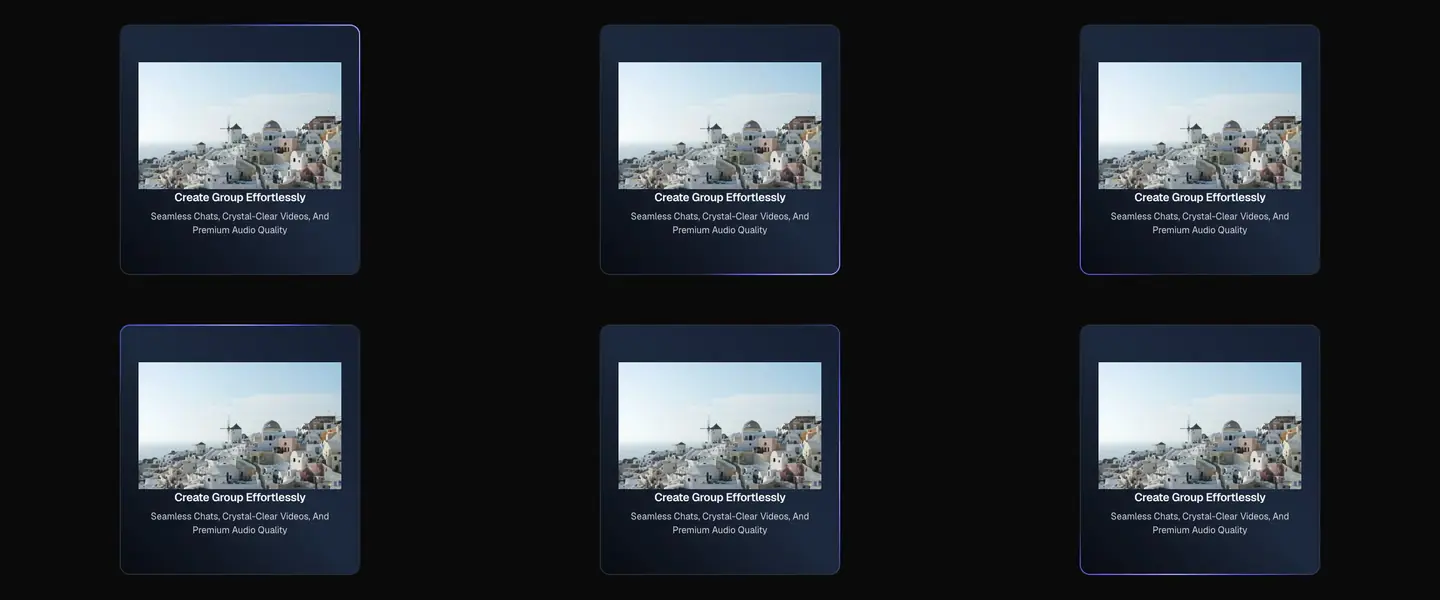 Create Group Effortlessly
Seamless Chats, Crystal-Clear Videos, And
Premium Audio Quality
Create Group Effortlessly
Seamless Chats, Crystal-Clear Videos, And
Premium Audio Quality
Create Group Effortlessly
Seamless Chats, Crystal-Clear Videos, And
Premium Audio Quality
Create Group Effortlessly
Seamless Chats, Crystal-Clear Videos, And
Premium Audio Quality
Create Group Effortlessly
Seamless Chats, Crystal-Clear Videos, And
Premium Audio Quality
Create Group Effortlessly
Seamless Chats, Crystal-Clear Videos, And
Premium Audio Quality